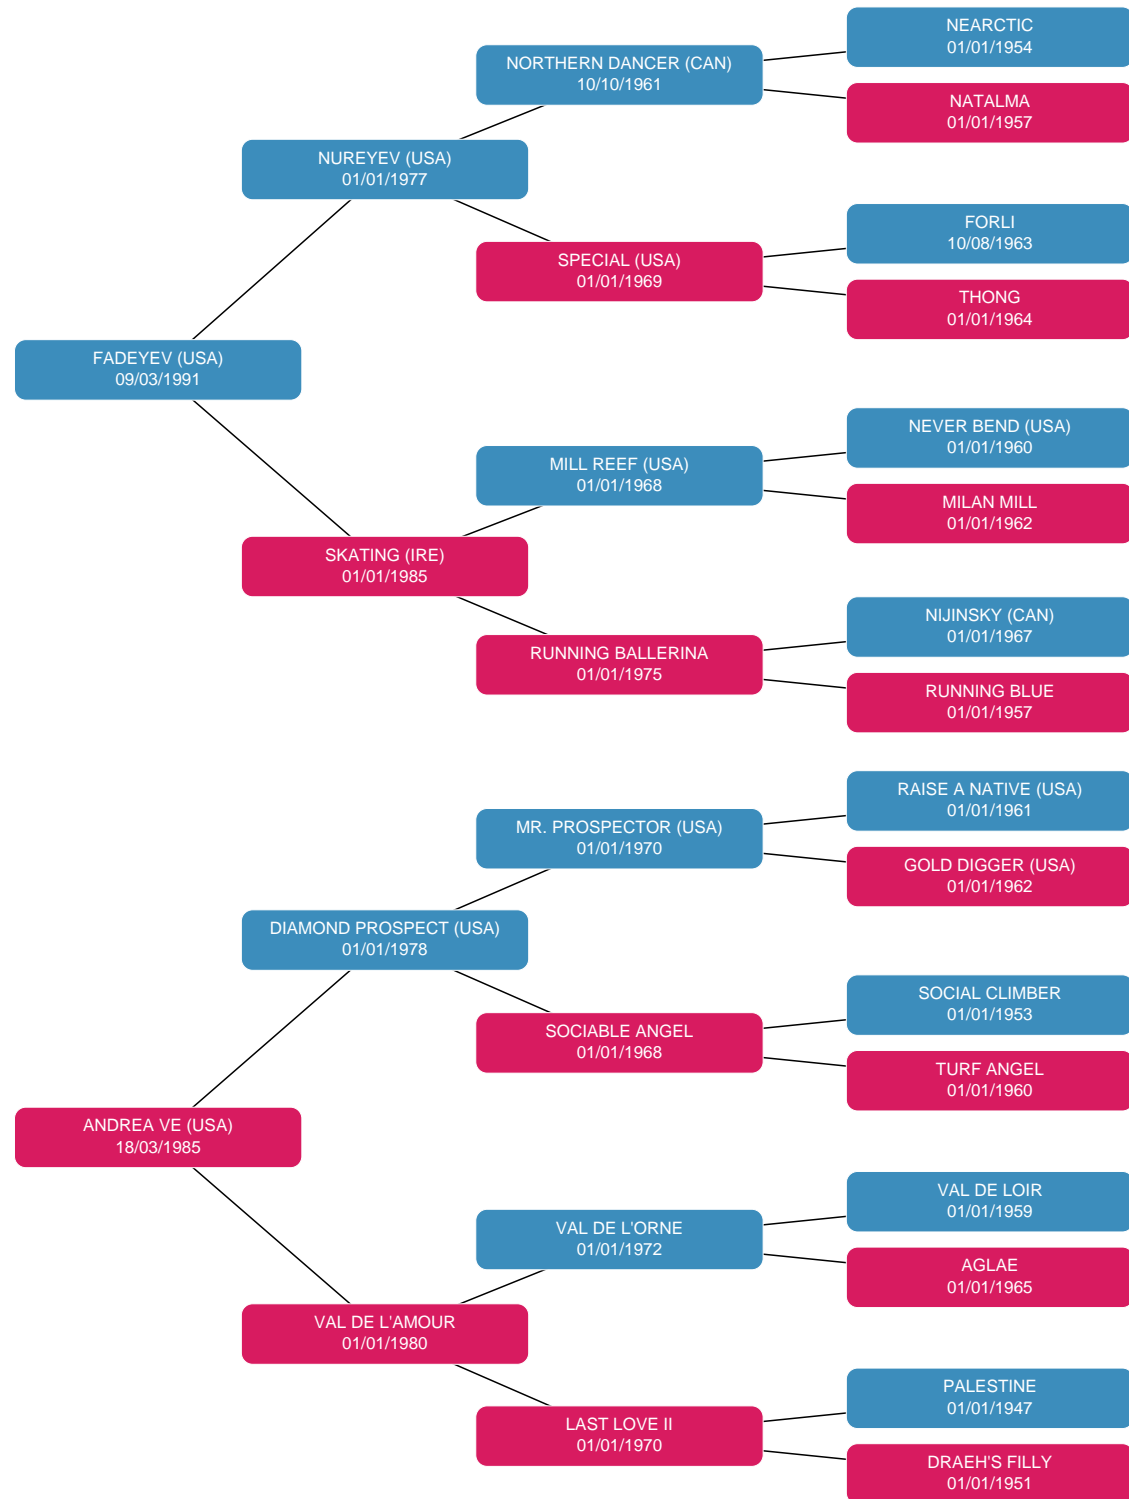 NEARCTIC
01/01/1954
NORTHERN DANCER (CAN)
10/10/1961
NATALMA
01/01/1957
NUREYEV (USA)
01/01/1977
FORLI
10/08/1963
SPECIAL (USA)
01/01/1969
THONG
01/01/1964
FADEYEV (USA)
09/03/1991
NEVER BEND (USA)
01/01/1960
MILL REEF (USA)
01/01/1968
MILAN MILL
01/01/1962
SKATING (IRE)
01/01/1985
NIJINSKY (CAN)
01/01/1967
RUNNING BALLERINA
01/01/1975
RUNNING BLUE
01/01/1957
RAISE A NATIVE (USA)
01/01/1961
MR. PROSPECTOR (USA)
01/01/1970
GOLD DIGGER (USA)
01/01/1962
DIAMOND PROSPECT (USA)
01/01/1978
SOCIAL CLIMBER
01/01/1953
SOCIABLE ANGEL
01/01/1968
TURF ANGEL
01/01/1960
ANDREA VE (USA)
18/03/1985
VAL DE LOIR
01/01/1959
VAL DE L'ORNE
01/01/1972
AGLAE
01/01/1965
VAL DE L'AMOUR
01/01/1980
PALESTINE
01/01/1947
LAST LOVE II
01/01/1970
DRAEH'S FILLY
01/01/1951